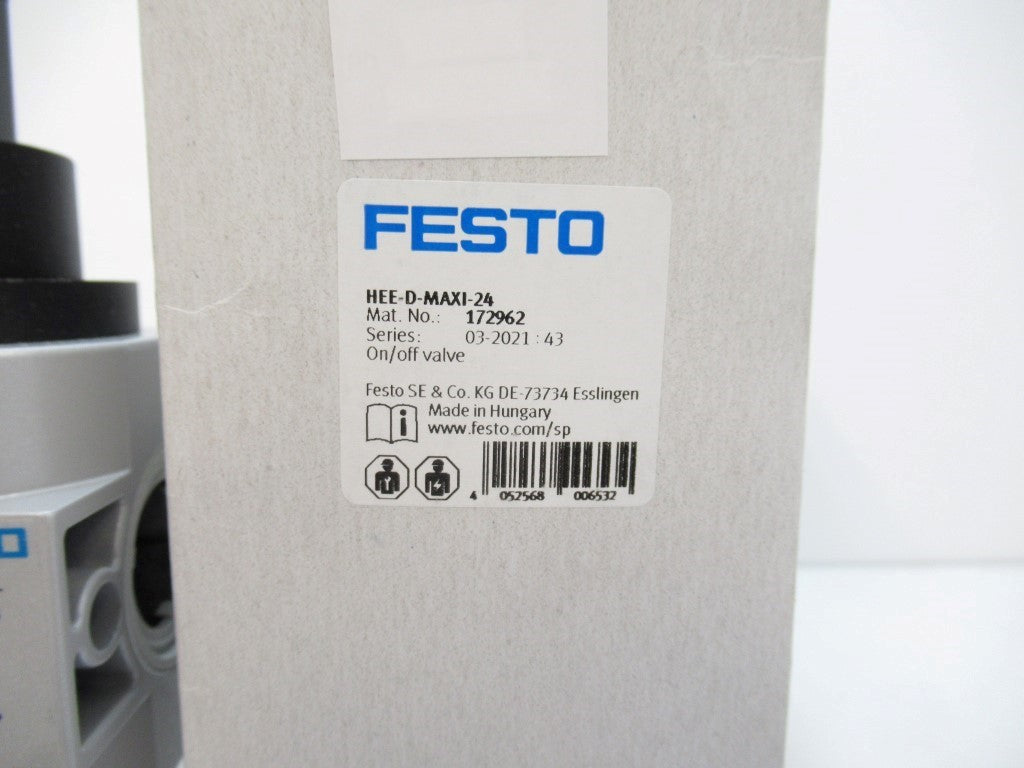 FESTO
HEE-D-MAXI-24
Mat. No.: 172962
Series: 03-2021 : 43
On/off valve
Festo SE & Co. KG DE-73734 Esslingen
Made in Hungary
www.festo.com/sp
4 052568 006532